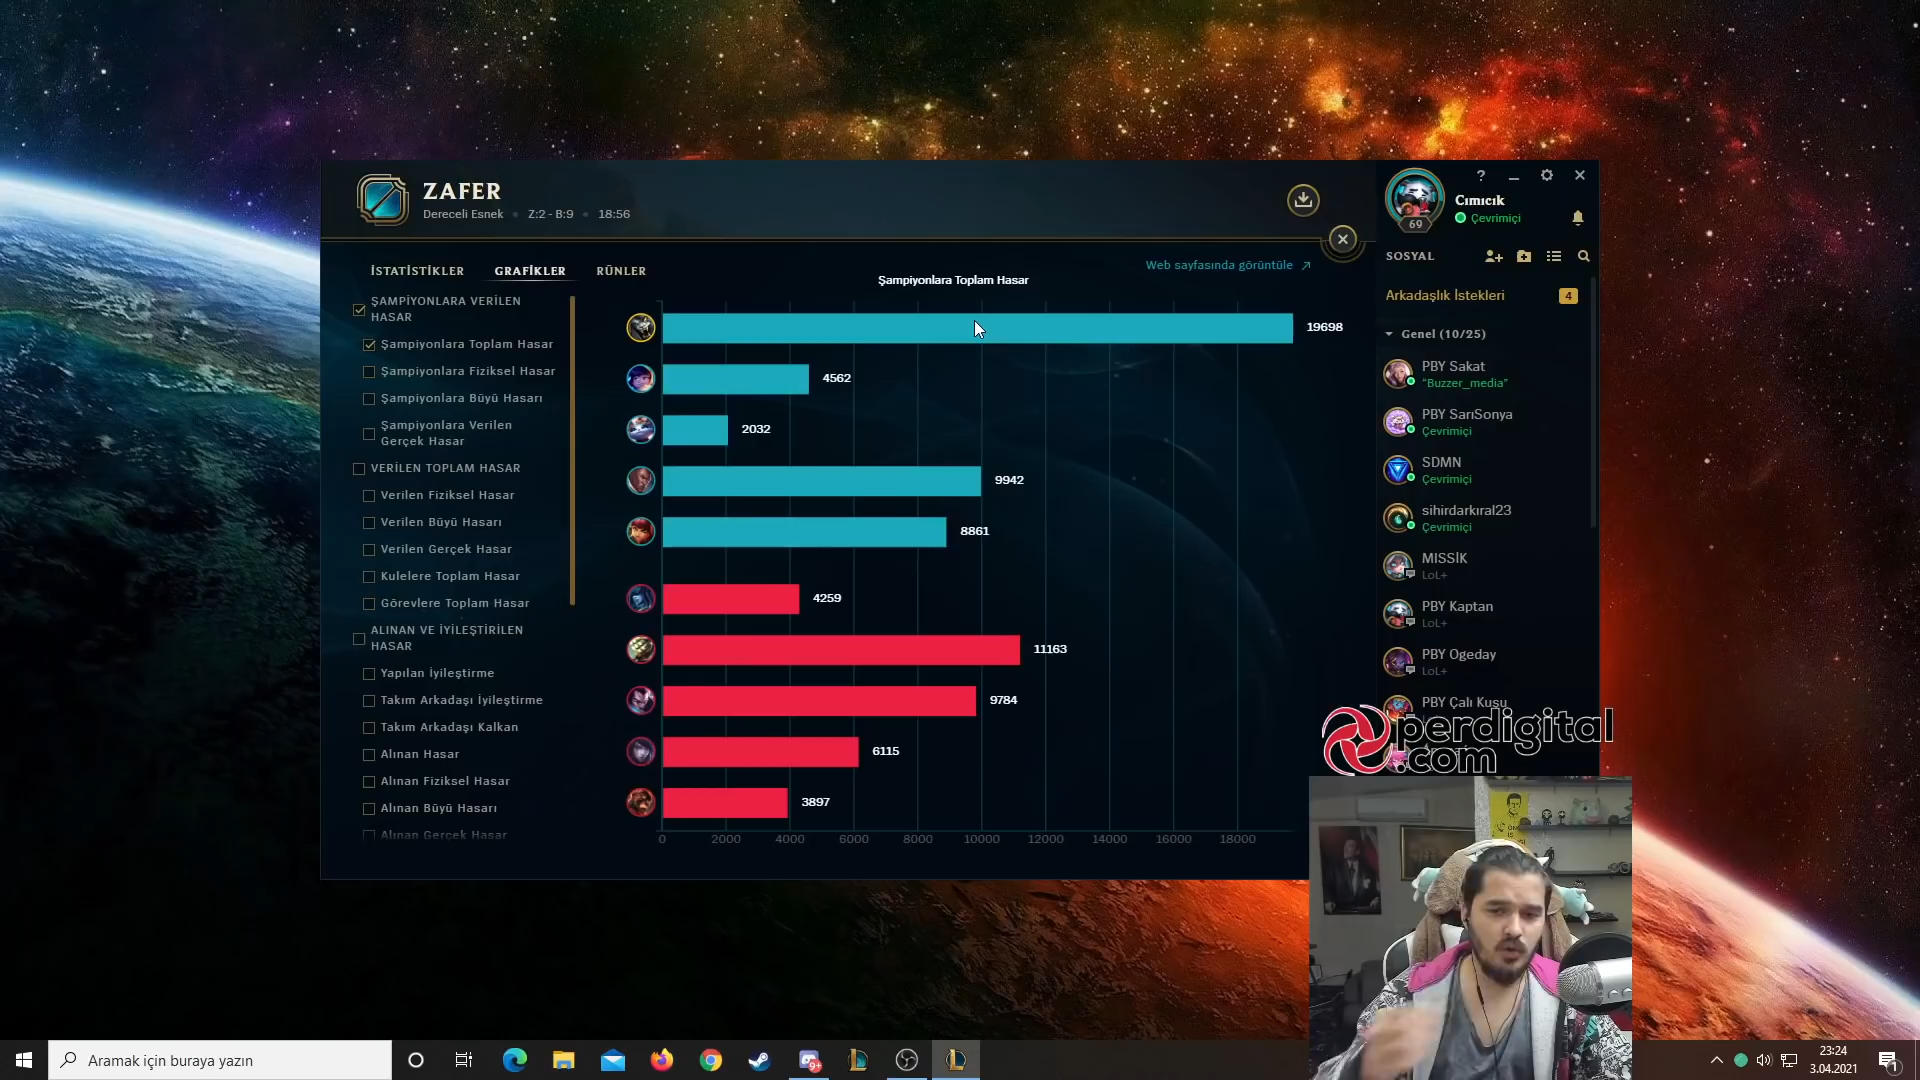 ZAFER
Dereceli Esnek • Z:2 - B:9 • 18:56
İSTATİSTİKLER GRAFİKLER RÜNLER
Web sayfasında görüntüle
ŞAMPİYONLARA VERİLEN
HASAR
Şampiyonlara Toplam Hasar
Şampiyonlara Fiziksel Hasar
Şampiyonlara Büyü Hasarı
Şampiyonlara Verilen
Gerçek Hasar
VERİLEN TOPLAM HASAR
Verilen Fiziksel Hasar
Verilen Büyü Hasarı
Verilen Gerçek Hasar
Kulelere Toplam Hasar
Görevlere Toplam Hasar
ALINAN VE İYİLEŞTİRİLEN
HASAR
Yapılan İyileştirme
Takım Arkadaşı İyileştirme
Takım Arkadaşı Kalkan
Alınan Hasar
Alınan Fiziksel Hasar
Alınan Büyü Hasarı
Alınan Gerçek Hasar
Şampiyonlara Toplam Hasar
19698
4562
2032
9942
8861
4259
11163
9784
6115
3897
0 2000 4000 6000 8000 10000 12000 14000 16000 18000
?
69
Cımıcık
Çevrimiçi
SOSYAL
Arkadaşlık İstekleri 4
Genel (10/25)
PBY Sakat
"Buzzer_media"
PBY SarıSonya
Çevrimiçi
SDMN
Çevrimiçi
sihirdarkıral23
Çevrimiçi
MISSİK
LoL+
PBY Kaptan
LoL+
PBY Ogeday
LoL+
PBY Çalı Kuşu
perdigital
.com
Aramak için buraya yazın
9+
23:24
3.04.2021
1